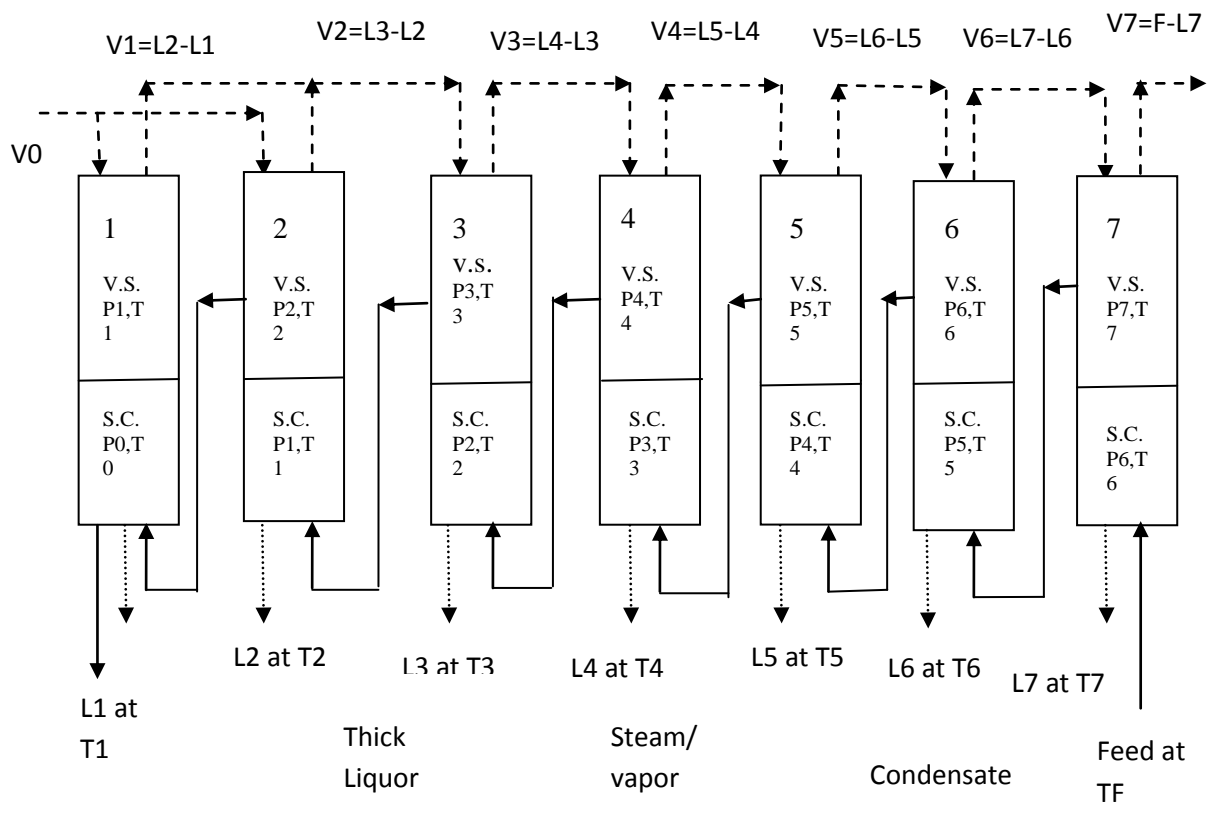 V1=L2-L1
V2=L3-L2
V3=L4-L3
V4=L5-L4
V5=L6-L5
V6=L7-L6
V7=F-L7
V0
1
V.S.
P1,T
1
S.C.
P0,T
0
2
V.S.
P2,T
2
S.C.
P1,T
1
3
V.S.
P3,T
3
S.C.
P2,T
2
4
V.S.
P4,T
4
S.C.
P3,T
3
5
V.S.
P5,T
5
S.C.
P4,T
4
6
V.S.
P6,T
6
S.C.
P5,T
5
7
V.S.
P7,T
7
S.C.
P6,T
6
L1 at
T1
L2 at T2
L3 at T3
L4 at T4
L5 at T5
L6 at T6
L7 at T7
Thick
Liquor
Steam/
vapor
Condensate
Feed at
TF